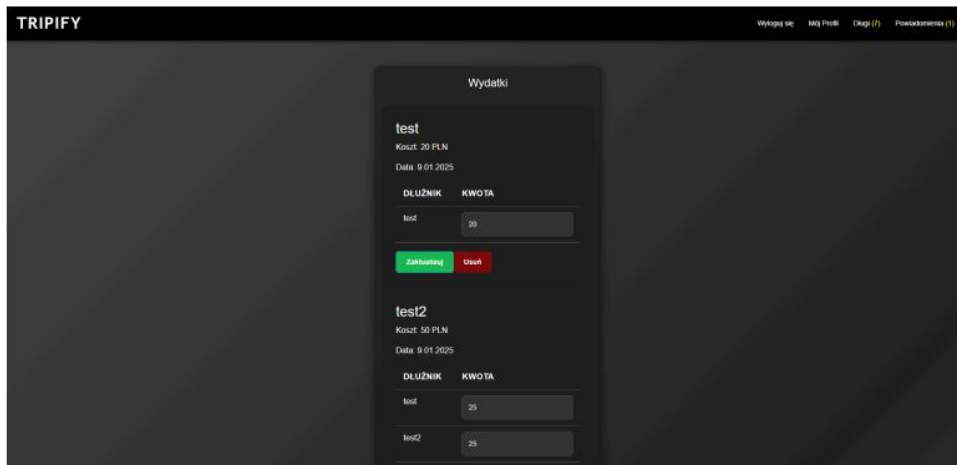 TRIPIFY
Wyloguj się Mój Profil Długi (7) Powiadomienia (1)
Wydatki
test
Koszt: 20 PLN
Data: 9.01.2025
DŁUŻNIK KWOTA
test 20
Zaktualizuj Usuń
test2
Koszt: 50 PLN
Data: 9.01.2025
DŁUŻNIK KWOTA
test 25
test2 25